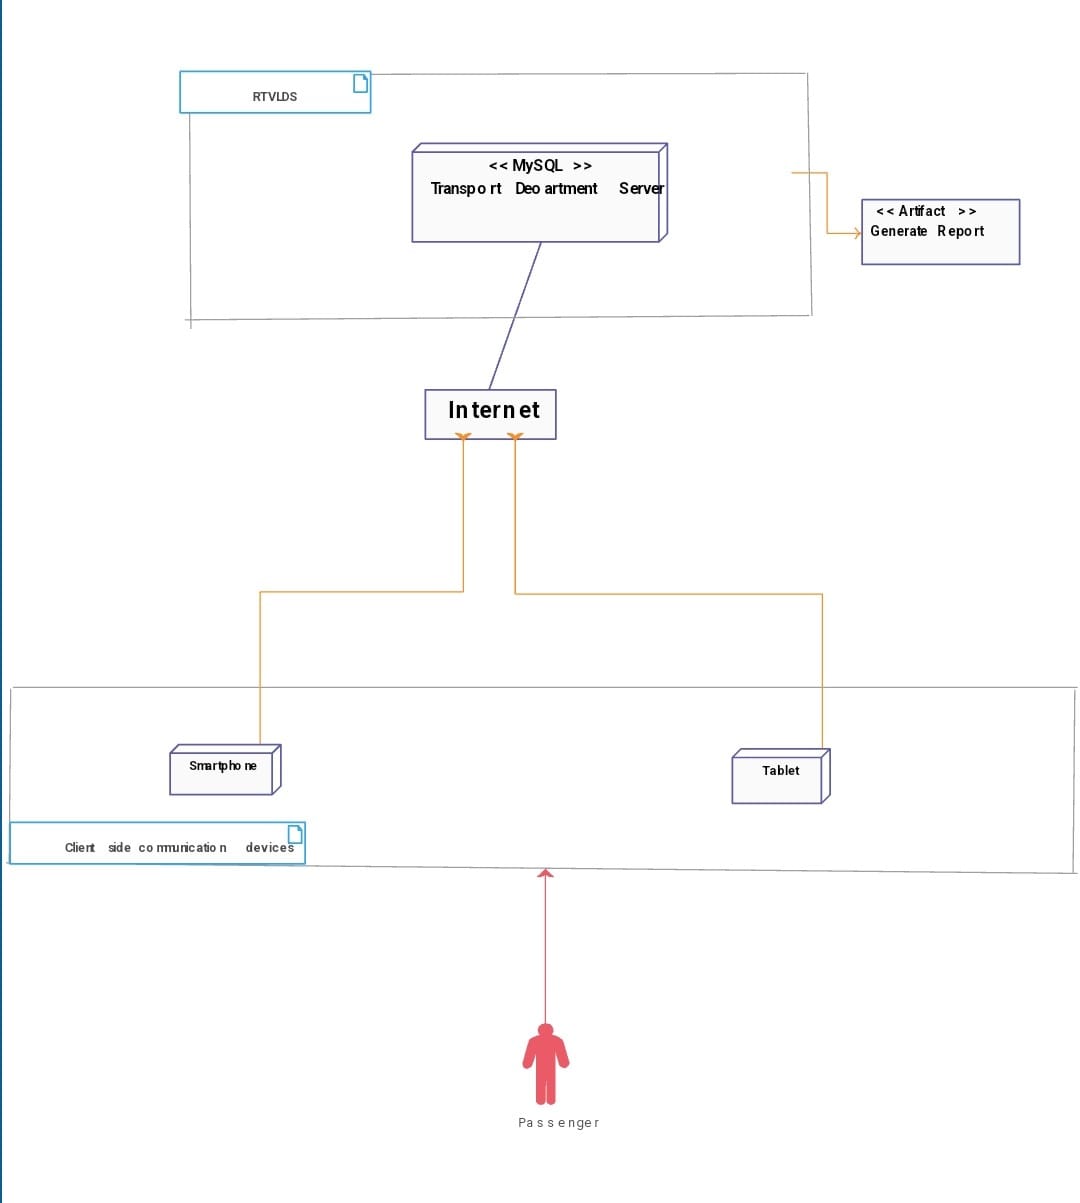 RTVLDS
<< MySQL >>
Transport Deoartment Server
<< Artifact >>
Generate Report
Internet
Smartphone
Tablet
Client side communication devices
Passenger